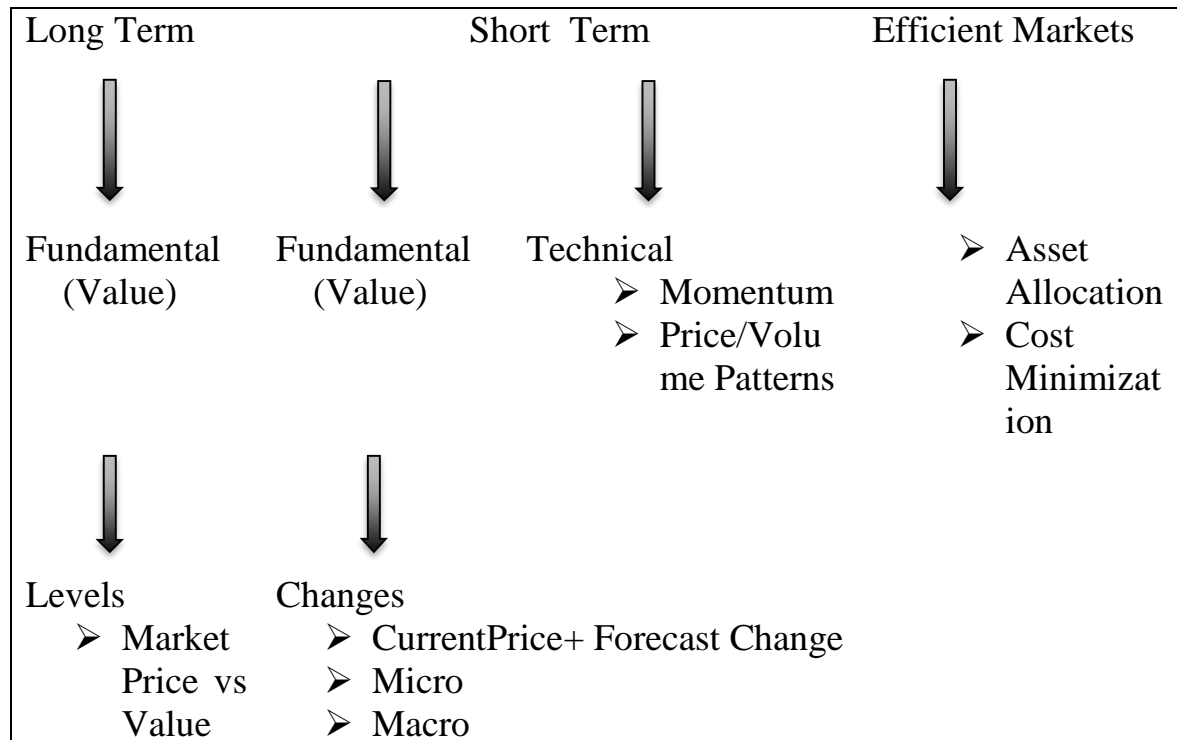 Long Term Short Term Efficient Markets
Fundamental
(Value)
Fundamental
(Value)
Technical
➢ Momentum
➢ Price/Volu
me Patterns
➢ Asset
Allocation
➢ Cost
Minimizat
ion
Levels
➢ Market
Price vs
Value
Changes
➢ CurrentPrice+ Forecast Change
➢ Micro
➢ Macro